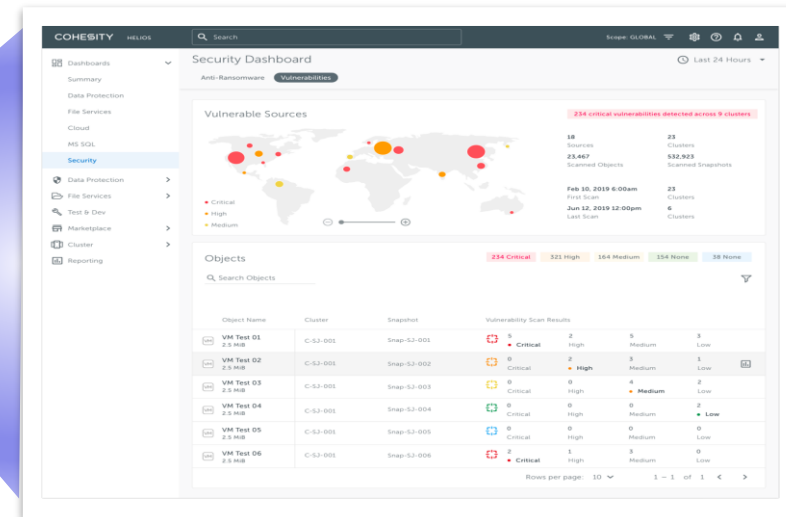 COHESITY HELIOS
Search
Scope: GLOBAL
Dashboards
Summary
Data Protection
File Services
Cloud
MS SQL
Security
Data Protection
File Services
Test & Dev
Marketplace
Cluster
Reporting
Security Dashboard
Last 24 Hours
Anti-Ransomware Vulnerabilities
Vulnerable Sources
234 critical vulnerabilities detected across 9 clusters
18 23
Sources Clusters
23,467 532,923
Scanned Objects Scanned Snapshots
Feb 10, 2019 6:00am 23
First Scan Clusters
Jun 12, 2019 12:00pm 6
Last Scan Clusters
Critical
High
Medium
Objects
234 Critical 321 High 164 Medium 154 None 38 None
Search Objects
Object Name Cluster Snapshot Vulnerability Scan Results
VM Test 01 C-SJ-001 Snap-SJ-001 5 2 5 3
2.5 MiB Critical High Medium Low
VM Test 02 C-SJ-001 Snap-SJ-002 0 2 3 1
2.5 MiB Critical High Medium Low
VM Test 03 C-SJ-001 Snap-SJ-003 0 0 4 2
2.5 MiB Critical High Medium Low
VM Test 04 C-SJ-001 Snap-SJ-004 0 0 0 2
2.5 MiB Critical High Medium Low
VM Test 05 C-SJ-001 Snap-SJ-005 0 0 0 0
2.5 MiB Critical High Medium Low
VM Test 06 C-SJ-001 Snap-SJ-006 2 1 3 0
2.5 MiB Critical High Medium Low
Rows per page: 10 1 – 1 of 1